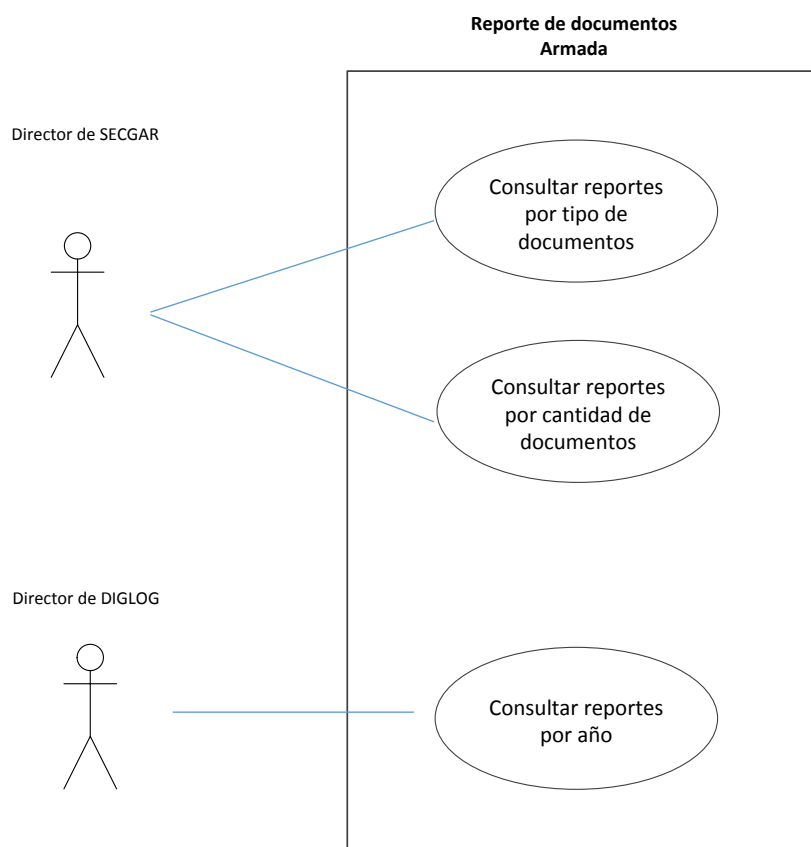 Reporte de documentos
Armada
Director de SECGAR
Consultar reportes
por tipo de
documentos
Consultar reportes
por cantidad de
documentos
Director de DIGLOG
Consultar reportes
por año